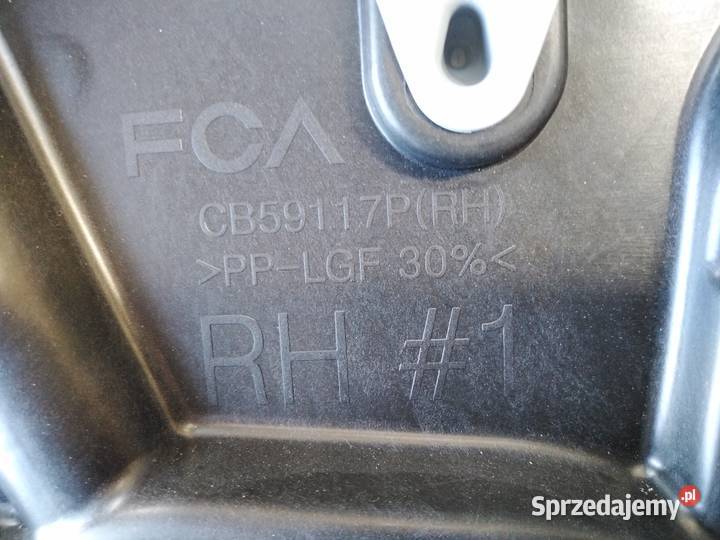 FCA
CB59117P(RH)
>PP-LGF 30%<
RH #1
Sprzedajemy.pl